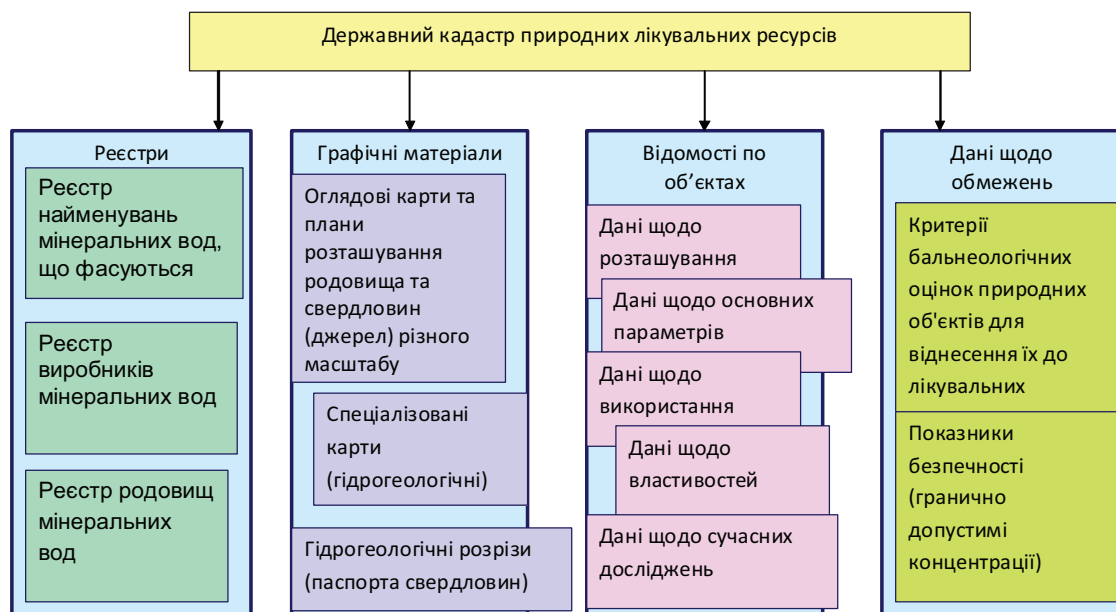 Державний кадастр природних лікувальних ресурсів
Реєстри
Реєстр
найменувань
мінеральних вод,
що фасуються
Реєстр
виробників
мінеральних вод
Реєстр родовищ
мінеральних
вод
Графічні матеріали
Оглядові карти та
плани
розташування
родовища та
свердловин
(джерел) різного
масштабу
Спеціалізовані
карти
(гідрогеологічні)
Гідрогеологічні розрізи
(паспорта свердловин)
Відомості по
об’єктах
Дані щодо
розташування
Дані щодо основних
параметрів
Дані щодо
використання
Дані щодо
властивостей
Дані щодо сучасних
досліджень
Дані щодо
обмежень
Критерії
бальнеологічних
оцінок природних
об'єктів для
віднесення їх до
лікувальних
Показники
безпечності
(гранично
допустимі
концентрації)